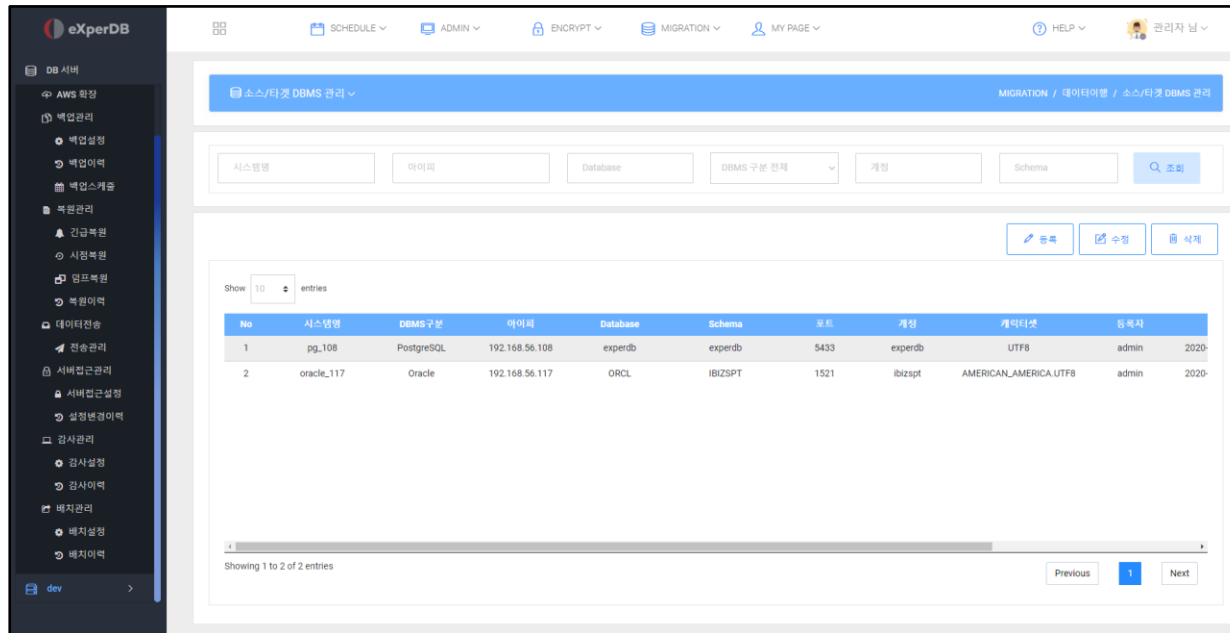 eXperDB
SCHEDULE
ADMIN
ENCRYPT
MIGRATION
MY PAGE
HELP
관리자 님
DB 서버
AWS 확장
백업관리
백업설정
백업이력
백업스케줄
복원관리
긴급복원
시점복원
덤프복원
복원이력
데이터전송
전송관리
서버접근관리
서버접근설정
설정변경이력
감사관리
감사설정
감사이력
배치관리
배치설정
배치이력
dev
소스/타겟 DBMS 관리
MIGRATION / 데이터이행 / 소스/타겟 DBMS 관리
시스템명 아이피 Database DBMS 구분 전체 계정 Schema 조회
등록 수정 삭제
Show 10 entries
No 시스템명 DBMS구분 아이피 Database Schema 포트 계정 캐릭터셋 등록자
1 pg_108 PostgreSQL 192.168.56.108 experdb experdb 5433 experdb UTF8 admin 2020-
2 oracle_117 Oracle 192.168.56.117 ORCL IBIZSPT 1521 ibizspt AMERICAN_AMERICA.UTF8 admin 2020-
Showing 1 to 2 of 2 entries
Previous 1 Next